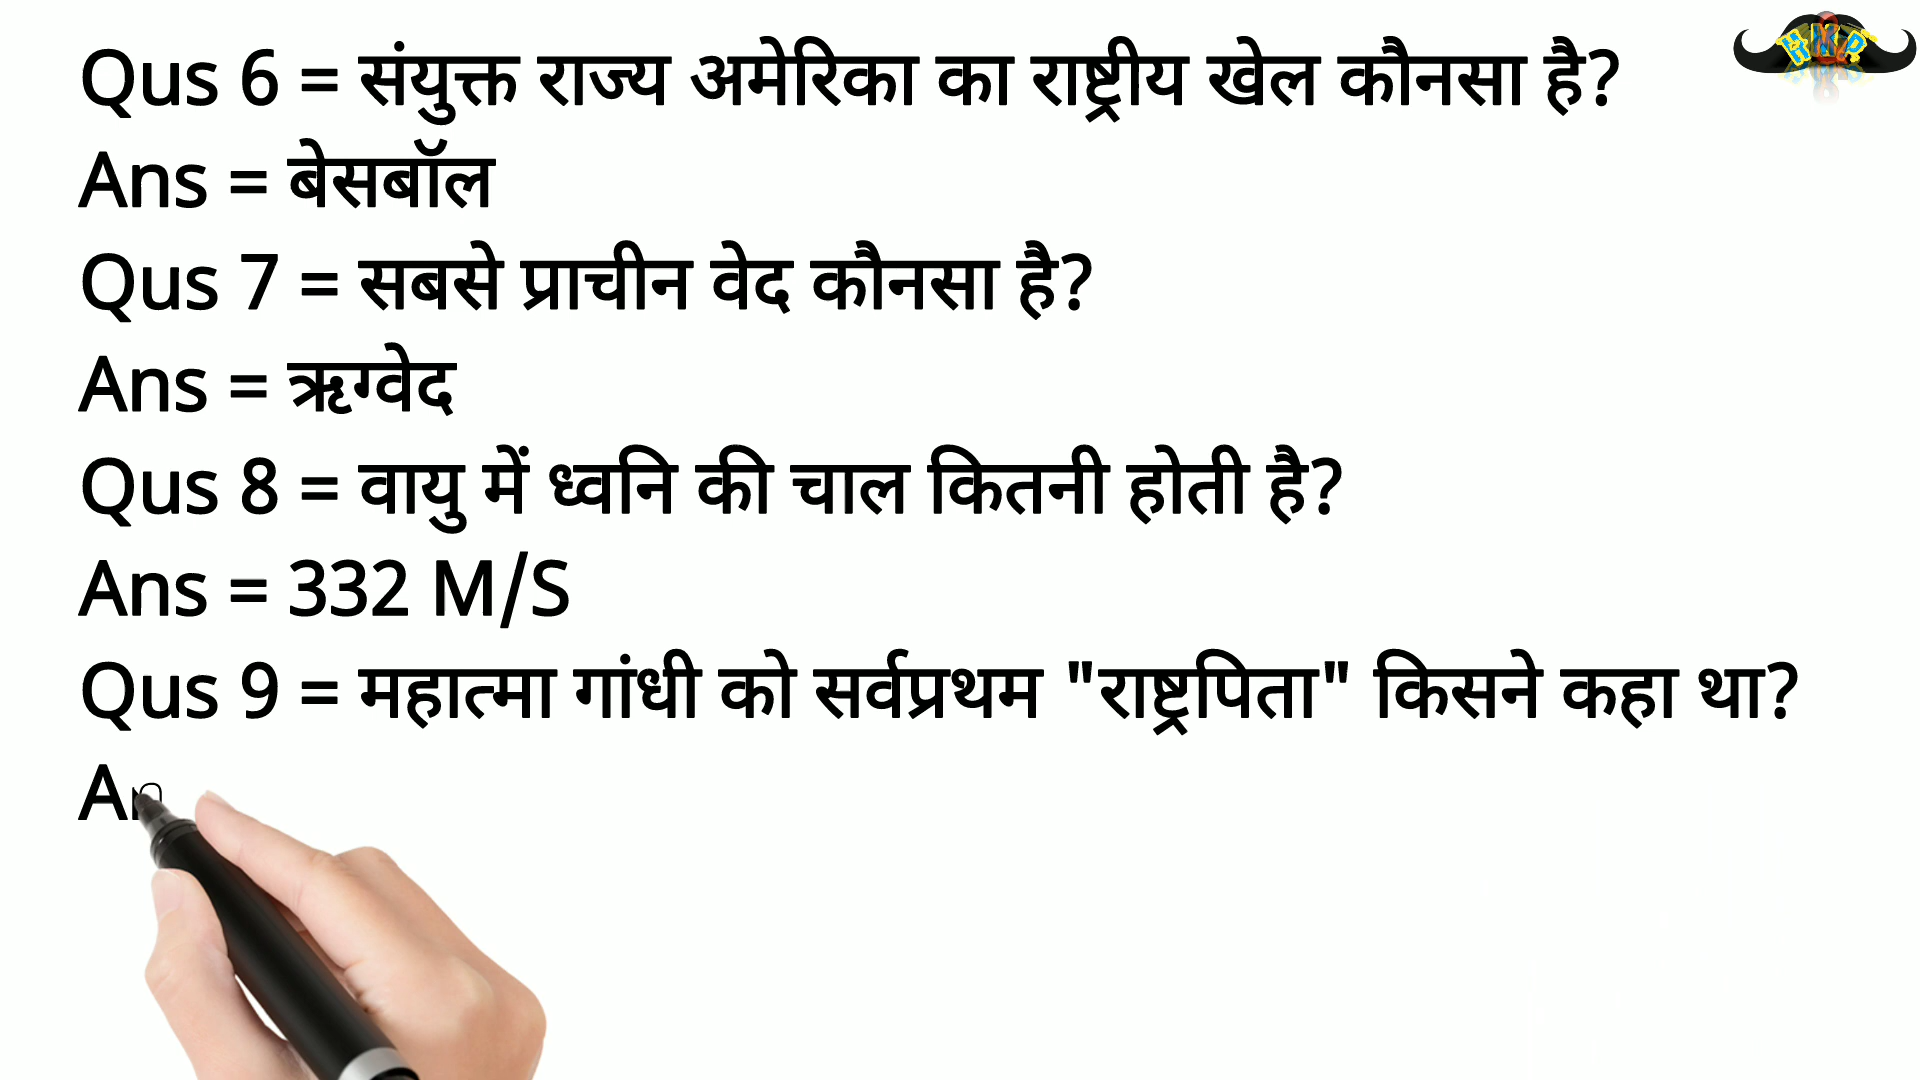 Qus 6 = संयुक्त राज्य अमेरिका का राष्ट्रीय खेल कौनसा है?
Ans = बेसबॉल
Qus 7 = सबसे प्राचीन वेद कौनसा है?
Ans = ऋग्वेद
Qus 8 = वायु में ध्वनि की चाल कितनी होती है?
Ans = 332 M/S
Qus 9 = महात्मा गांधी को सर्वप्रथम "राष्ट्रपिता" किसने कहा था?
An